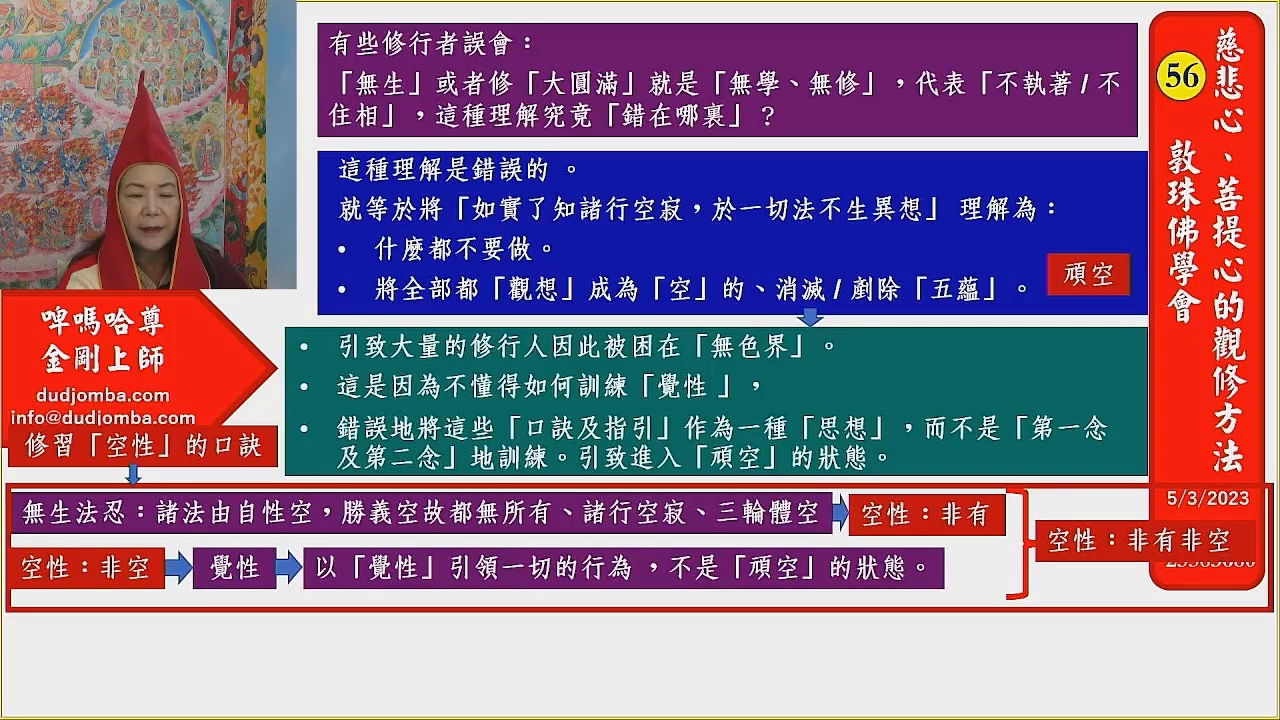 有些修行者誤會：
「無生」或者修「大圓滿」就是「無學、無修」，代表「不執著 / 不
住相」，這種理解究竟「錯在哪裏」？
這種理解是錯誤的 。
就等於將「如實了知諸行空寂，於一切法不生異想」 理解為：
• 什麼都不要做。
• 將全部都「觀想」成為「空」的、消滅 / 剷除「五蘊」。
頑空
• 引致大量的修行人因此被困在「無色界」。
• 這是因為不懂得如何訓練「覺性 」，
• 錯誤地將這些「口訣及指引」作為一種「思想」，而不是「第一念
及第二念」地訓練。引致進入「頑空」的狀態。
啤嗎哈尊
金剛上師
dudjomba.com
info@dudjomba.com
修習「空性」的口訣
無生法忍：諸法由自性空，勝義空故都無所有、諸行空寂、三輪體空
空性：非有
空性：非空
覺性
以「覺性」引領一切的行為 ，不是「頑空」的狀態。
空性：非有非空
56
慈悲心、菩提心的觀修方法
敦珠佛學會
5/3/2023